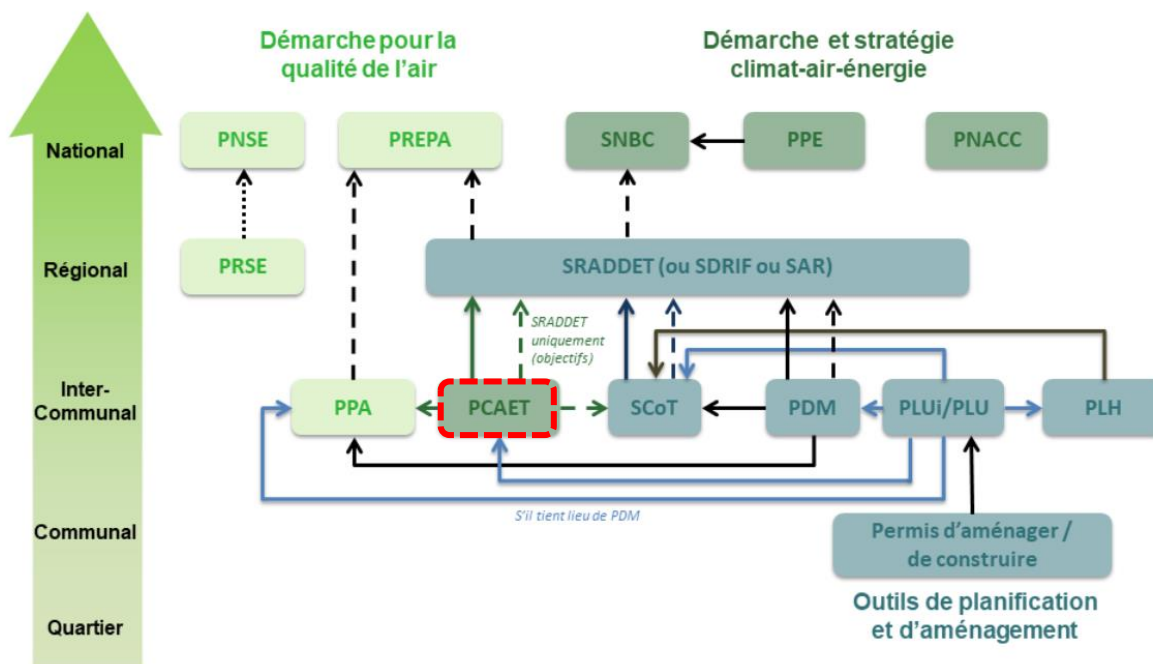 Démarche pour la
qualité de l'air
Démarche et stratégie
climat-air-énergie
National
PNSE
PREPA
SNBC
PPE
PNACC
Régional
PRSE
SRADDET (ou SDRIF ou SAR)
SRADDET
uniquement
(objectifs)
Inter-
Communal
PPA
PCAET
SCoT
PDM
PLUi/PLU
PLH
S'il tient lieu de PDM
Communal
Permis d'aménager /
de construire
Quartier
Outils de planification
et d'aménagement